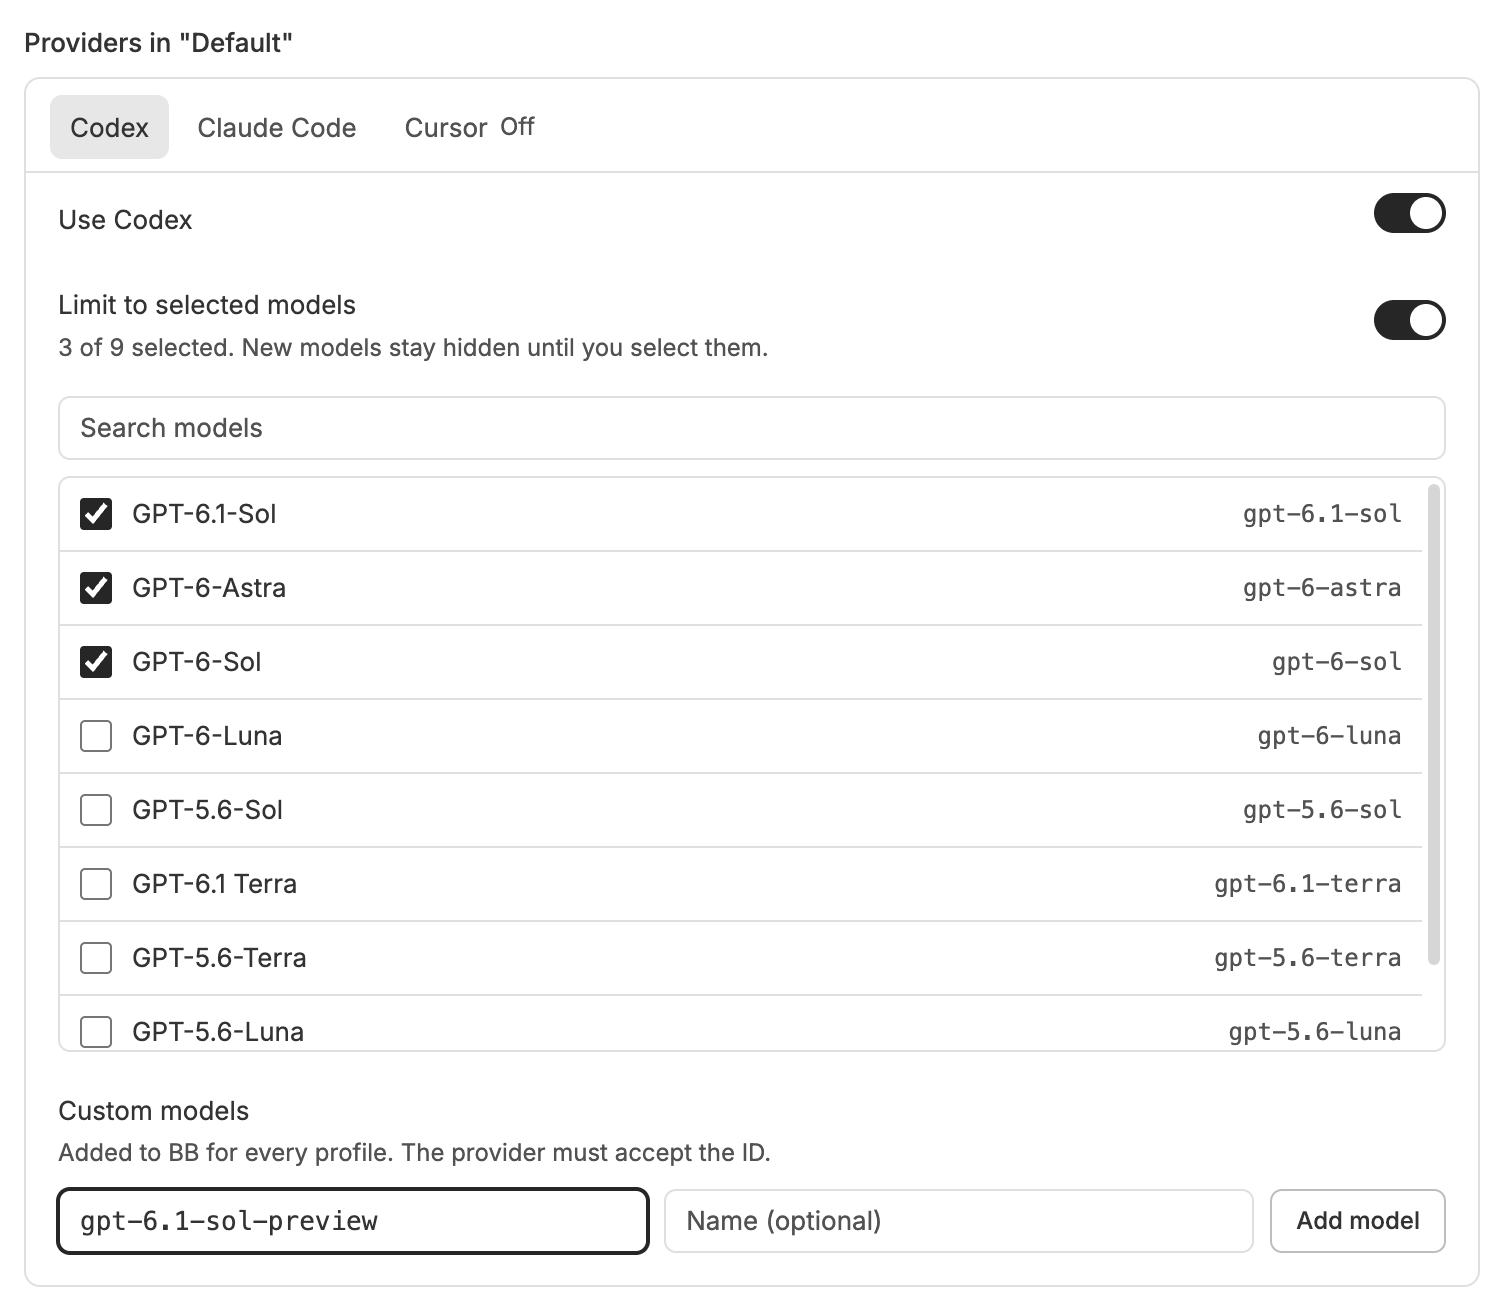 Providers in "Default"
Codex Claude Code Cursor Off
Use Codex
Limit to selected models
3 of 9 selected. New models stay hidden until you select them.
Search models
GPT-6.1-Sol gpt-6.1-sol
GPT-6-Astra gpt-6-astra
GPT-6-Sol gpt-6-sol
GPT-6-Luna gpt-6-luna
GPT-5.6-Sol gpt-5.6-sol
GPT-6.1 Terra gpt-6.1-terra
GPT-5.6-Terra gpt-5.6-terra
GPT-5.6-Luna gpt-5.6-luna
Custom models
Added to BB for every profile. The provider must accept the ID.
gpt-6.1-sol-preview Name (optional) Add model